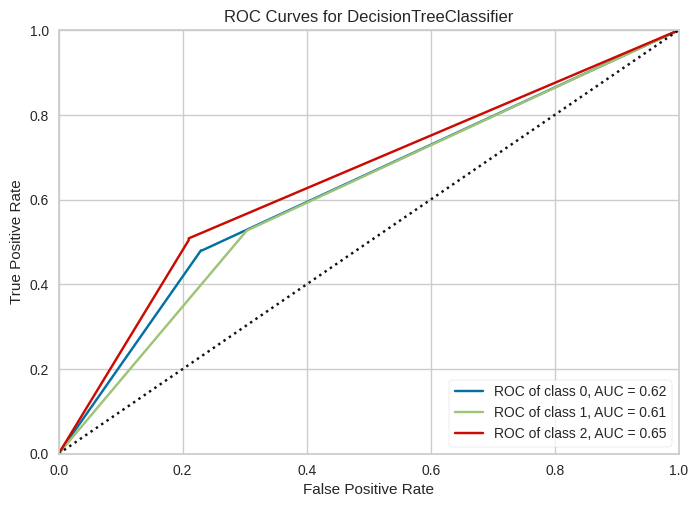 ROC Curves for DecisionTreeClassifier
1.0
0.8
0.6
0.4
0.2
0.0
True Positive Rate
ROC of class 0, AUC = 0.62
ROC of class 1, AUC = 0.61
ROC of class 2, AUC = 0.65
0.0 0.2 0.4 0.6 0.8 1.0
False Positive Rate